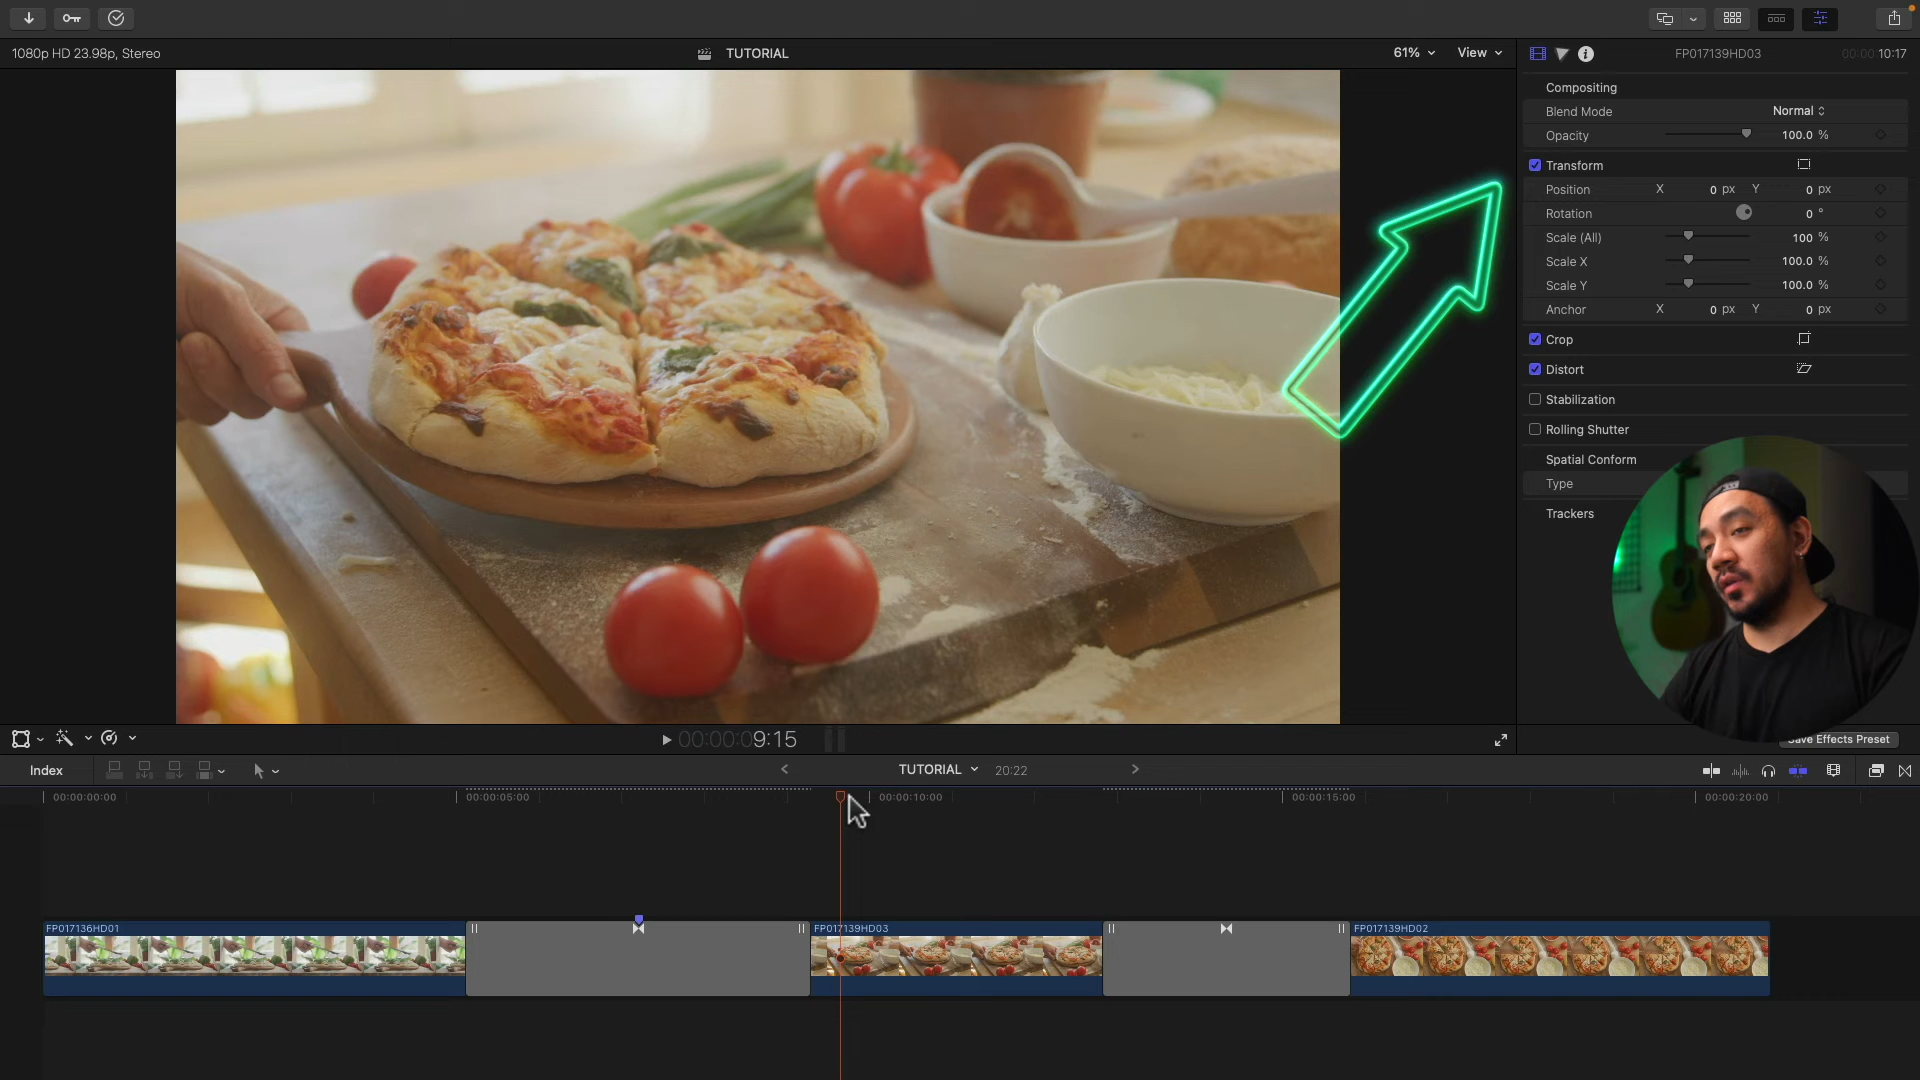 1080p HD 23.98p, Stereo
TUTORIAL
61%
View
FP017139HD03
00:00:10:17
Compositing
Blend Mode
Normal
Opacity
100.0 %
Transform
Position X 0 px Y 0 px
Rotation 0 °
Scale (All) 100 %
Scale X 100.0 %
Scale Y 100.0 %
Anchor X 0 px Y 0 px
Crop
Distort
Stabilization
Rolling Shutter
Spatial Conform
Type
Trackers
Save Effects Preset
00:00:09:15
Index
TUTORIAL
20:22
00:00:00:00
00:00:05:00
00:00:10:00
00:00:15:00
00:00:20:00
FP017136HD01
FP017139HD03
FP017139HD02